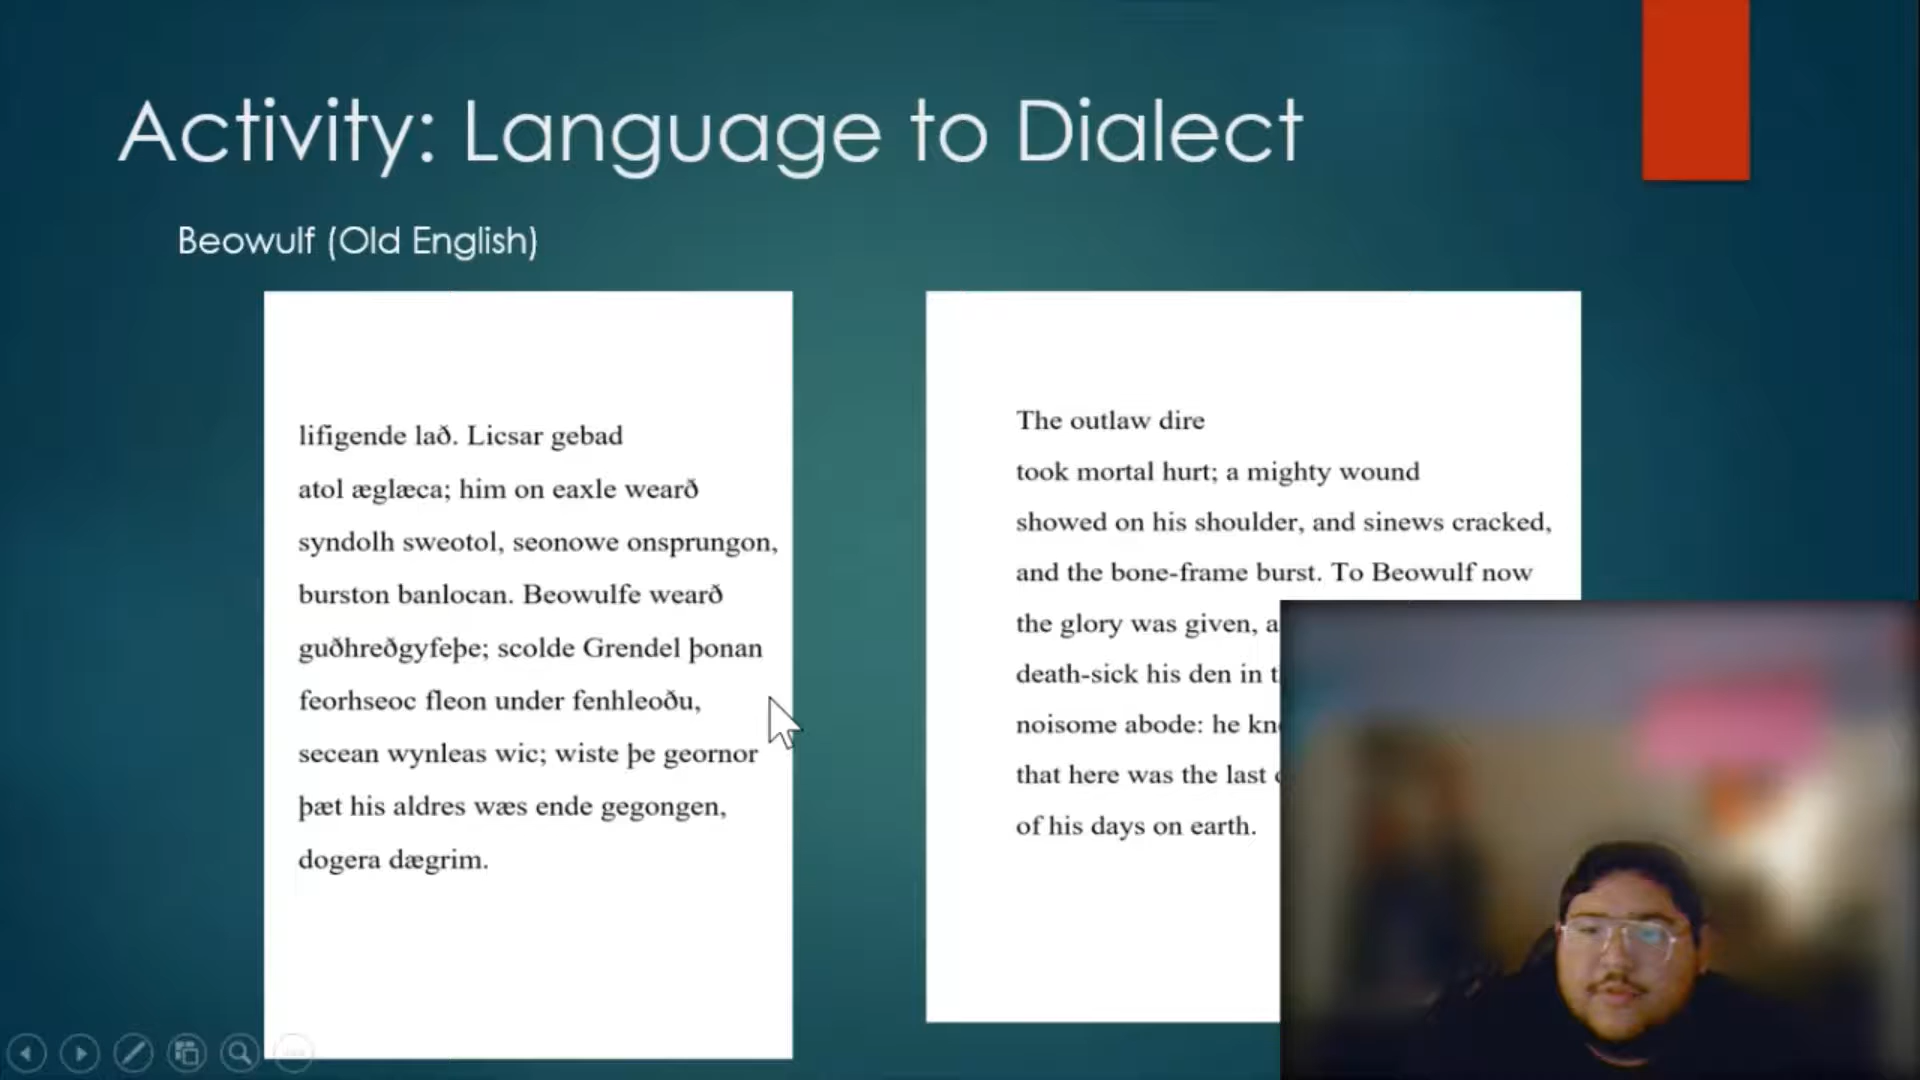 Activity: Language to Dialect
Beowulf (Old English)
lifigende lað. Licsar gebad
atol æglæca; him on eaxle wearð
syndolh sweotol, seonowe onsprungon,
burston banlocan. Beowulfe wearð
guðhreðgyfeþe; scolde Grendel þonan
feorhseoc fleon under fenhleoðu,
secean wynleas wic; wiste þe geornor
þæt his aldres wæs ende gegongen,
dogera dægrim.
The outlaw dire
took mortal hurt; a mighty wound
showed on his shoulder, and sinews cracked,
and the bone-frame burst. To Beowulf now
the glory was given,
death-sick his den in
noisome abode: he
that here was the last
of his days on earth.